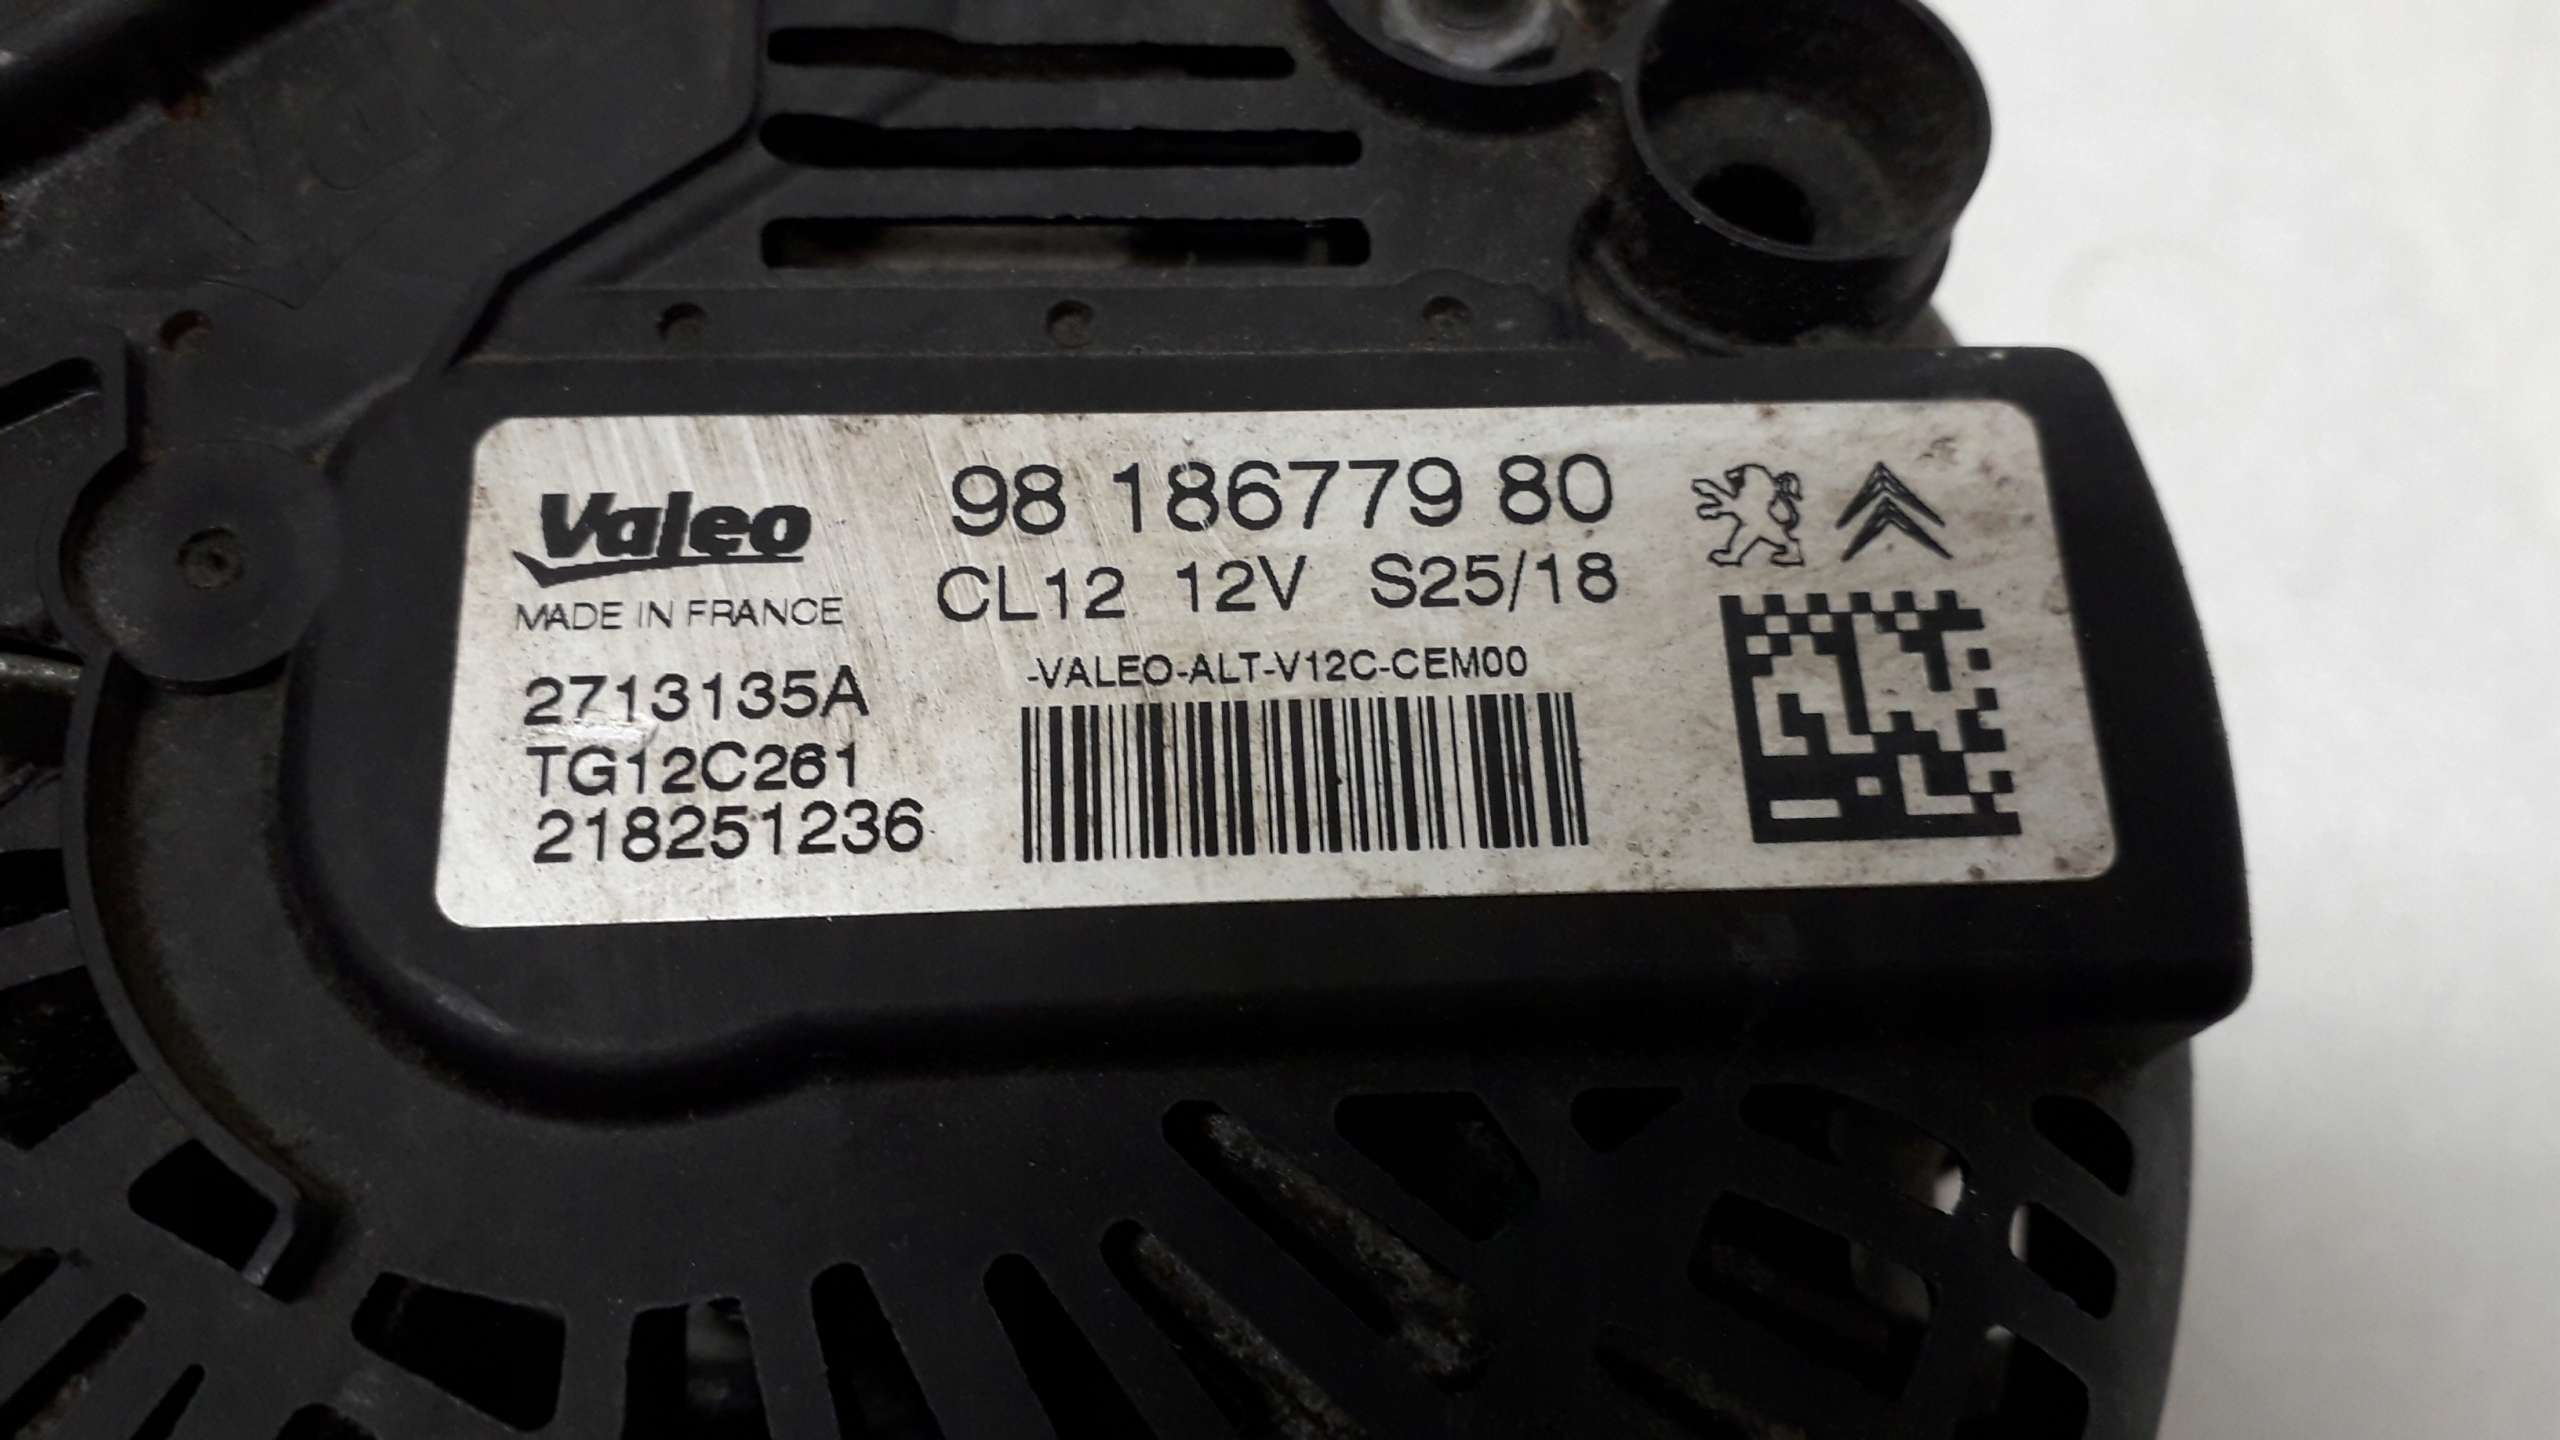 Valeo
MADE IN FRANCE
2713135A
TG12C261
218251236
98 186779 80
CL12 12V S25/18
-VALEO-ALT-V12C-CEM00